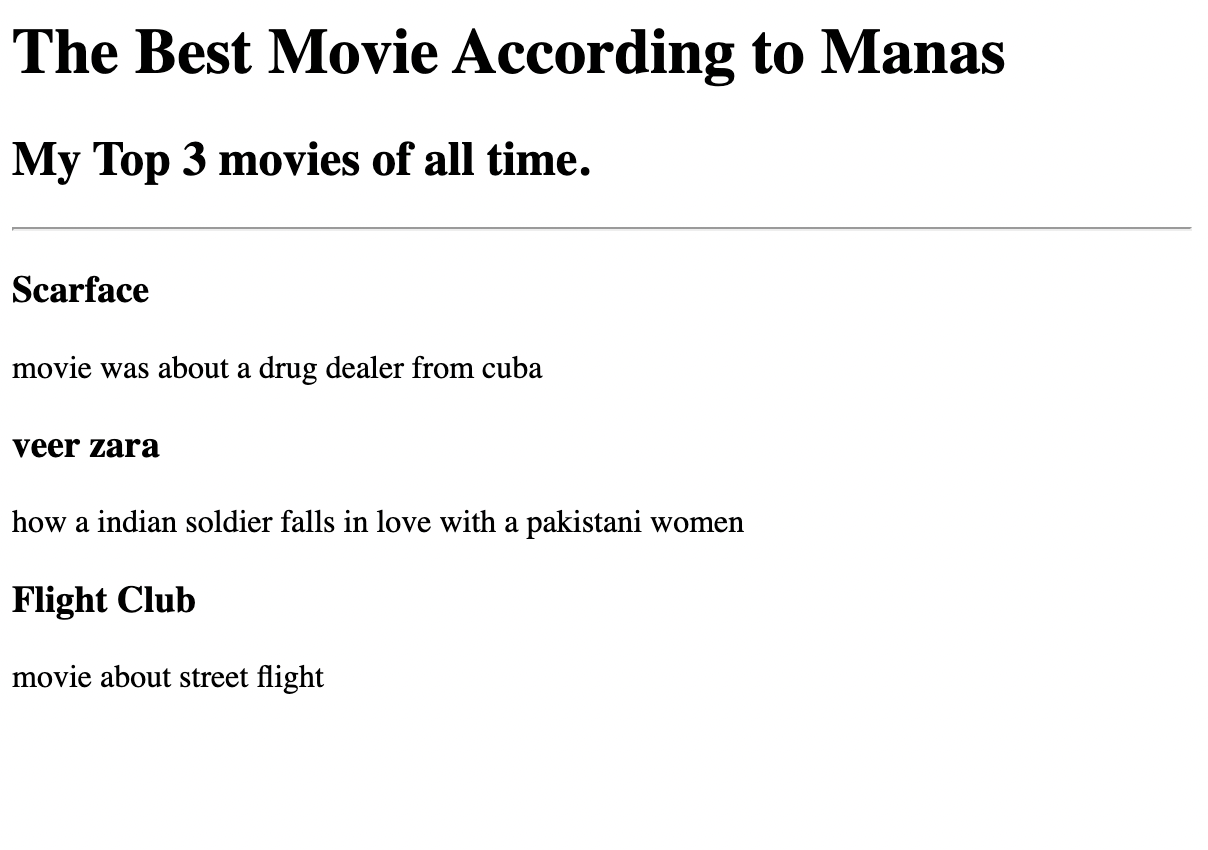 The Best Movie According to Manas
My Top 3 movies of all time.
Scarface
movie was about a drug dealer from cuba
veer zara
how a indian soldier falls in love with a pakistani women
Flight Club
movie about street flight